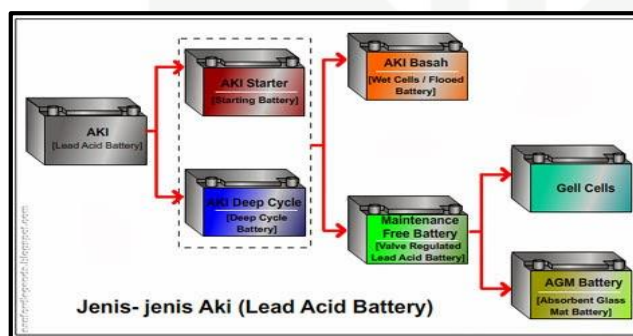 AKI
[Lead Acid Battery]
AKI Starter
[Starting Battery]
AKI Deep Cycle
[Deep Cycle
Battery]
AKI Basah
[Wet Cells / Flooed
Battery]
Maintenance
Free Battery
[Valve Regulated
Lead Acid Battery]
Gell Cells
AGM Battery
[Absorbent Glass
Mat Battery]
Jenis- jenis Aki (Lead Acid Battery)